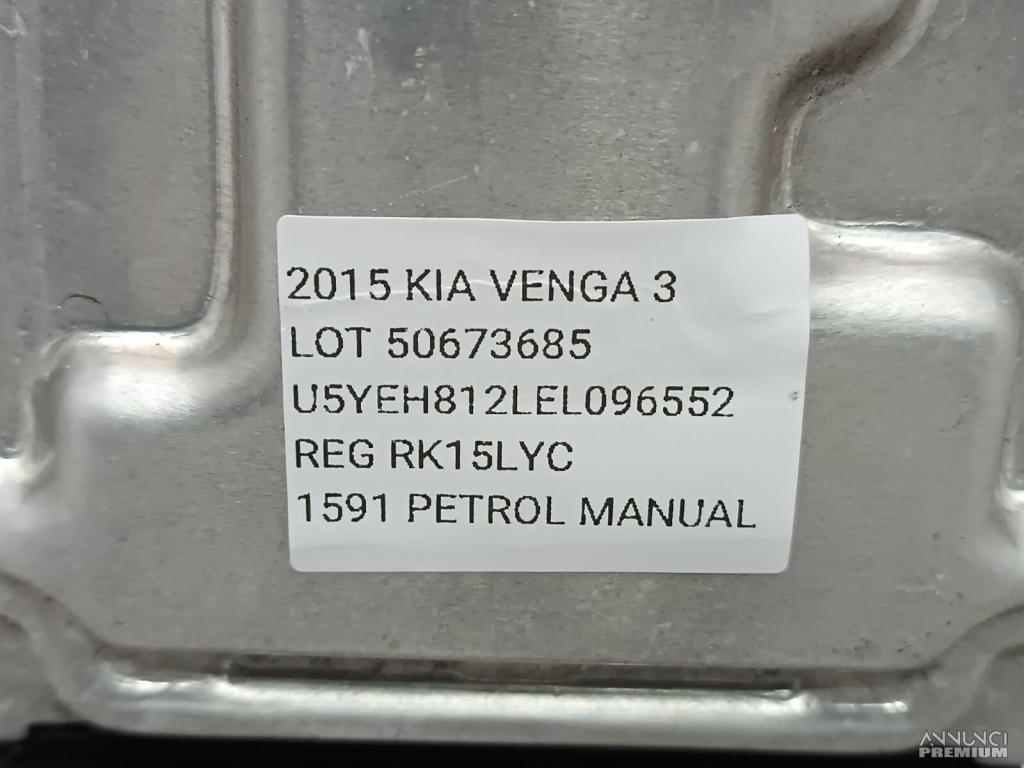 2015 KIA VENGA 3
LOT 50673685
U5YEH812LEL096552
REG RK15LYC
1591 PETROL MANUAL
ANNUNCI
PREMIUM